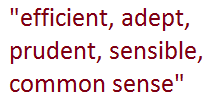 "efficient, adept,
prudent, sensible,
common sense"